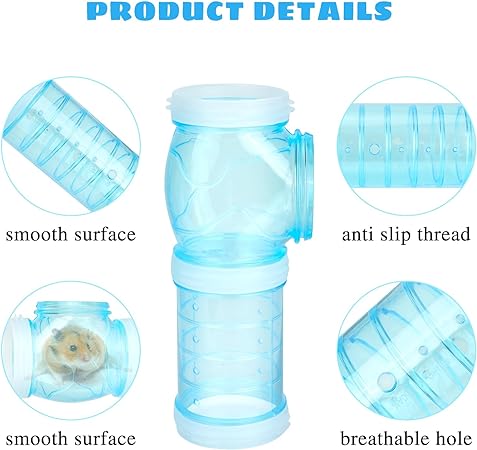 PRODUCT DETAILS
smooth surface
anti slip thread
smooth surface
breathable hole